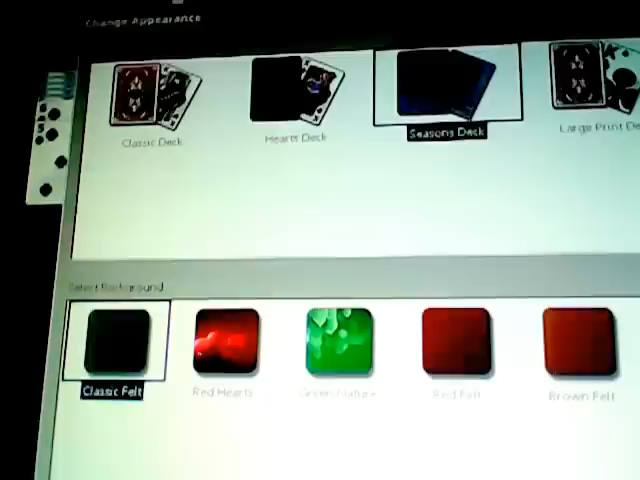 Change Appearance
Classic Deck
Hearts Deck
Seasons Deck
Large Print De
Select Background
Classic Felt
Red Hearts
Green Nature
Red Felt
Brown Felt